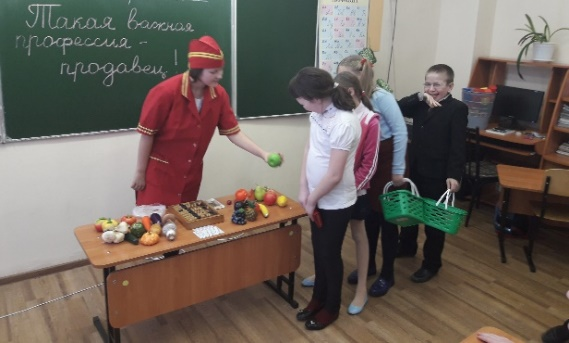 Такая важная
профессия -
продавец!